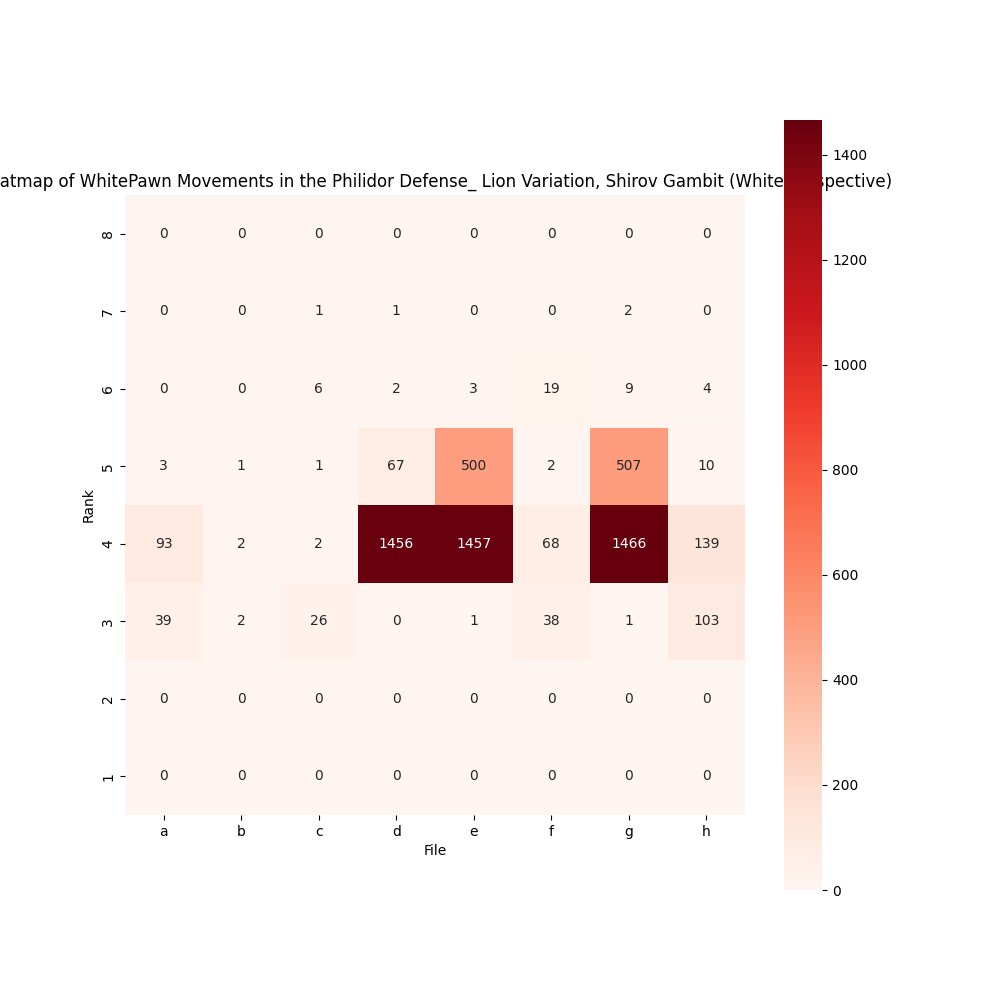 1400
atmap of WhitePawn Movements in the Philidor Defense_ Lion Variation, Shirov Gambit (White spective)
8 0 0 0 0 0 0 0 0
1200
7 0 0 1 1 0 0 2 0
6 0 0 6 2 3 19 9 4
1000
5 3 1 1 67 500 2 507 10
800
Rank
4 93 2 2 1456 1457 68 1466 139
600
3 39 2 26 0 1 38 1 103
400
2 0 0 0 0 0 0 0 0
1 0 0 0 0 0 0 0 0
200
a b c d e f g h
File
0